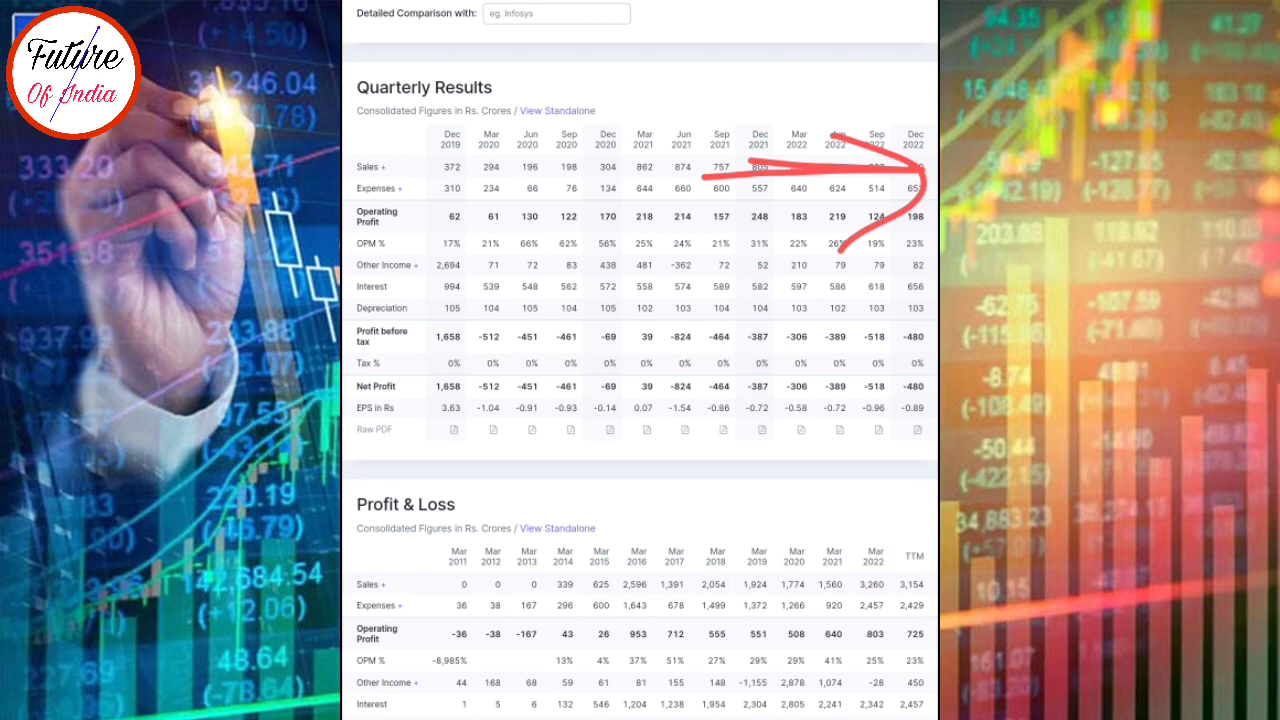 Future
Of India
Detailed Comparison with: eg. Infosys
Quarterly Results
Consolidated Figures in Rs. Crores / View Standalone
Dec 2019 Mar 2020 Jun 2020 Sep 2020 Dec 2020 Mar 2021 Jun 2021 Sep 2021 Dec 2021 Mar 2022 Jun 2022 Sep 2022 Dec 2022
Sales + 372 294 196 198 304 862 874 757 805
Expenses + 310 234 66 76 134 644 660 600 557 640 624 514
Operating Profit 62 61 130 122 170 218 214 157 248 183 219 124 198
OPM % 17% 21% 66% 62% 56% 25% 24% 21% 31% 22% 26% 19% 23%
Other Income + 2,694 71 72 83 438 481 -362 72 52 210 79 79 82
Interest 994 539 548 562 572 558 574 589 582 597 586 618 656
Depreciation 105 104 105 104 105 102 103 104 104 103 102 103 103
Profit before tax 1,658 -512 -451 -461 -69 39 -824 -464 -387 -306 -389 -518 -480
Tax % 0% 0% 0% 0% 0% 0% 0% 0% 0% 0% 0% 0% 0%
Net Profit 1,658 -512 -451 -461 -69 39 -824 -464 -387 -306 -389 -518 -480
EPS in Rs 3.63 -1.04 -0.91 -0.93 -0.14 0.07 -1.54 -0.86 -0.72 -0.58 -0.72 -0.96 -0.89
Raw PDF
Profit & Loss
Consolidated Figures in Rs. Crores / View Standalone
Mar 2011 Mar 2012 Mar 2013 Mar 2014 Mar 2015 Mar 2016 Mar 2017 Mar 2018 Mar 2019 Mar 2020 Mar 2021 Mar 2022 TTM
Sales + 0 0 0 339 625 2,596 1,391 2,054 1,924 1,774 1,560 3,260 3,154
Expenses + 36 38 167 296 600 1,643 678 1,499 1,372 1,266 920 2,457 2,429
Operating Profit -36 -38 -167 43 26 953 712 555 551 508 640 803 725
OPM % -8,985% 13% 4% 37% 51% 27% 29% 29% 41% 25% 23%
Other Income + 44 168 68 59 61 81 155 148 -1,155 2,878 1,074 -28 450
Interest 1 5 6 132 546 1,204 1,238 1,954 2,304 2,805 2,241 2,342 2,457